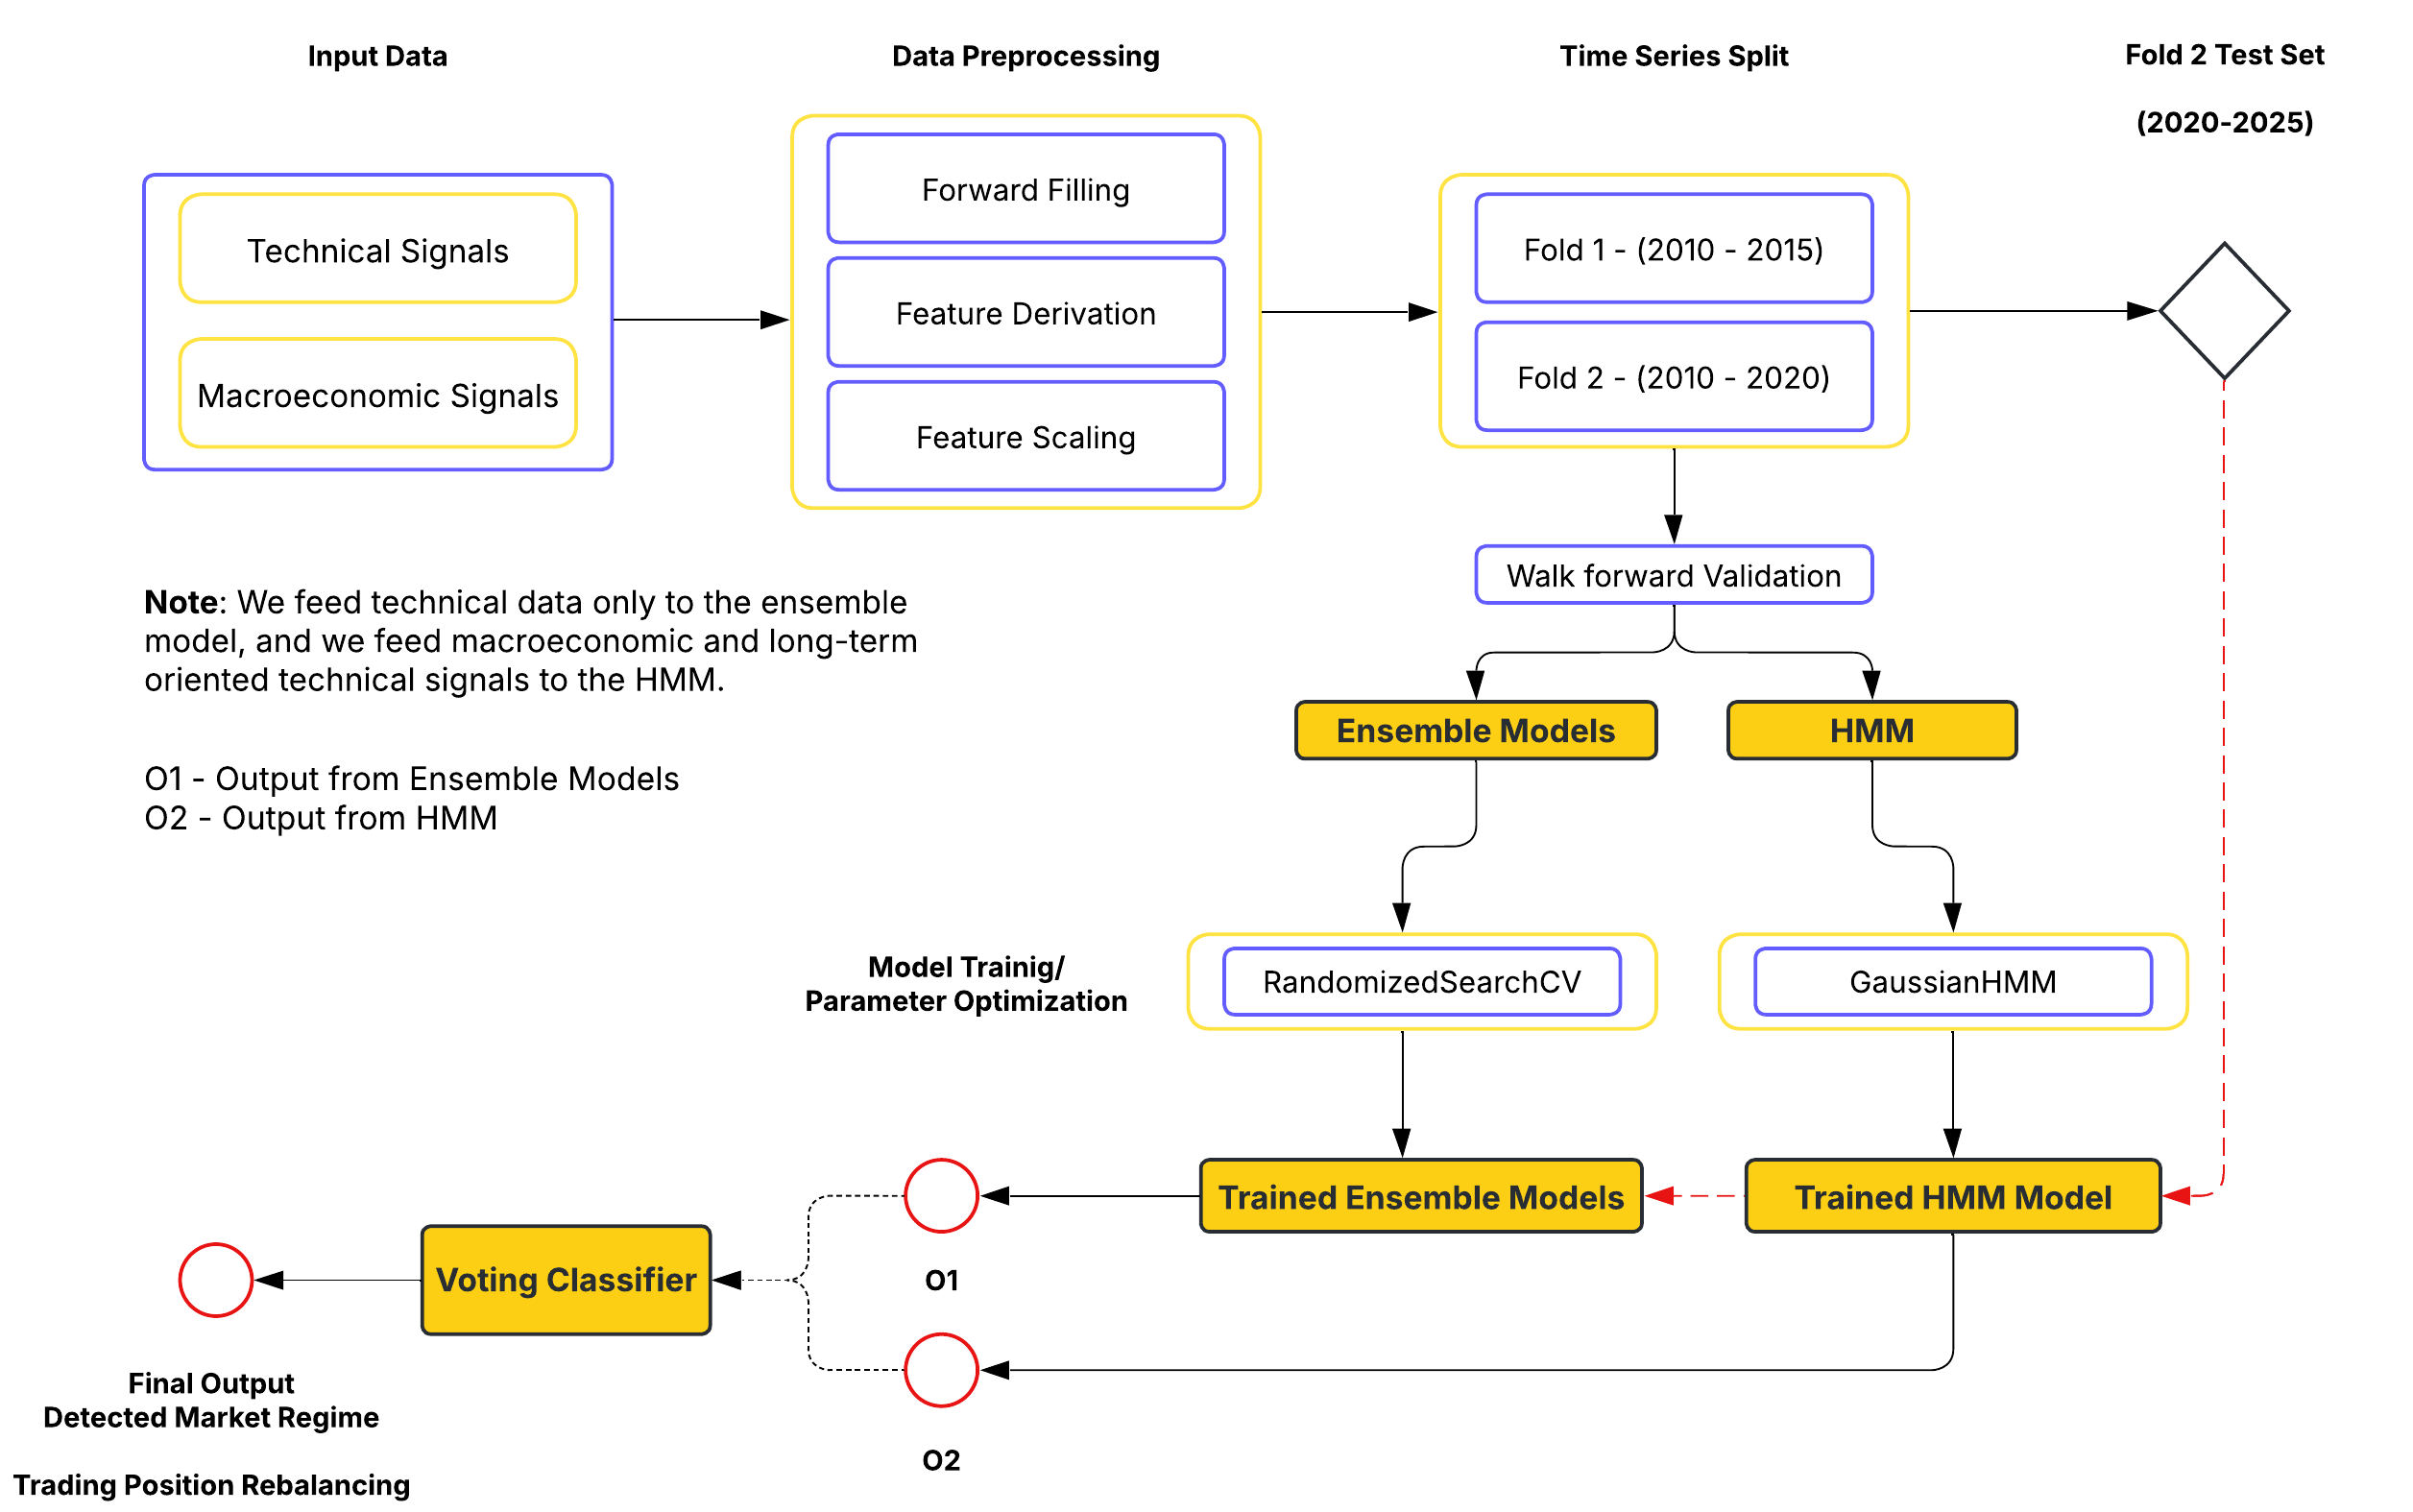 Input Data
Data Preprocessing
Time Series Split
Fold 2 Test Set
(2020-2025)
Technical Signals
Macroeconomic Signals
Forward Filling
Feature Derivation
Feature Scaling
Fold 1 - (2010 - 2015)
Fold 2 - (2010 - 2020)
Walk forward Validation
Note: We feed technical data only to the ensemble
model, and we feed macroeconomic and long-term
oriented technical signals to the HMM.
O1 - Output from Ensemble Models
O2 - Output from HMM
Ensemble Models
HMM
Model Trainig/
Parameter Optimization
RandomizedSearchCV
GaussianHMM
Trained Ensemble Models
Trained HMM Model
O1
Voting Classifier
O2
Final Output
Detected Market Regime
Trading Position Rebalancing